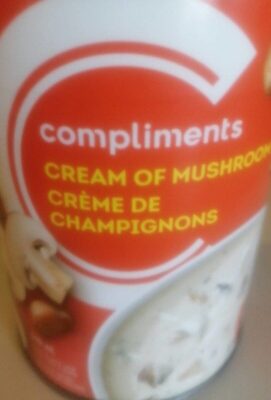 compliments
CREAM OF MUSHROOM
CRÈME DE
CHAMPIGNONS